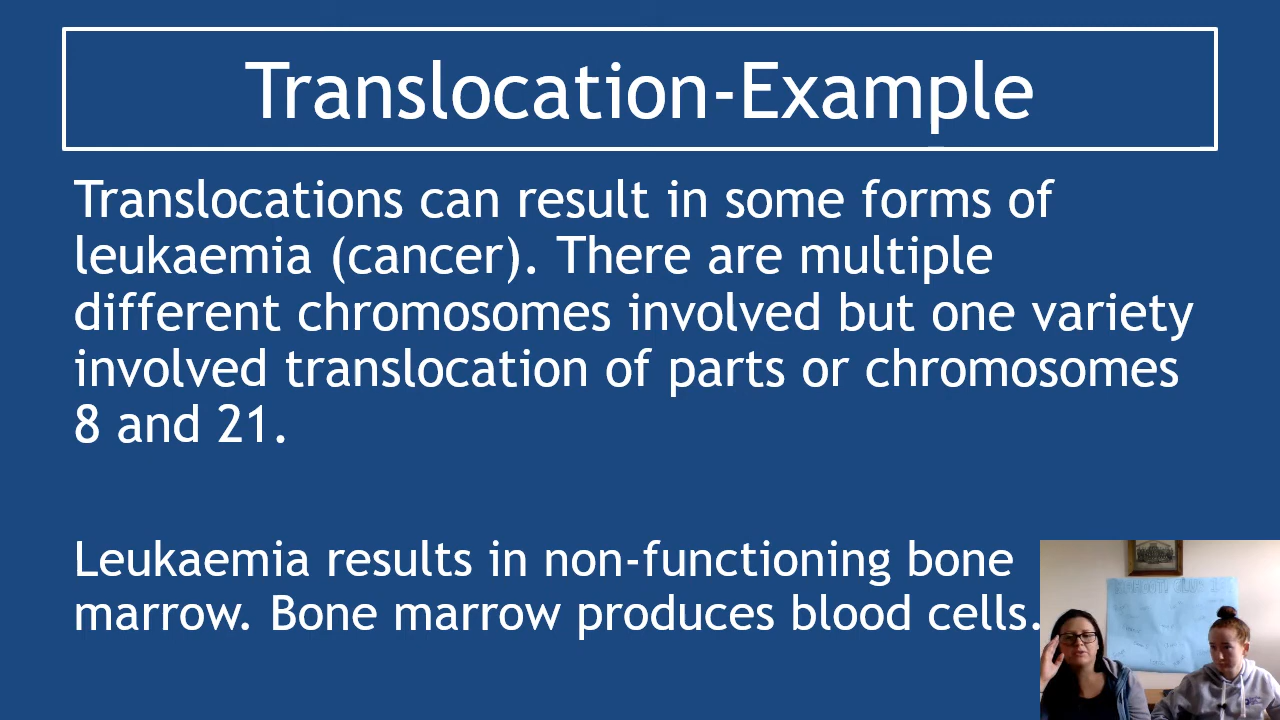 Translocation-Example
Translocations can result in some forms of
leukaemia (cancer). There are multiple
different chromosomes involved but one variety
involved translocation of parts or chromosomes
8 and 21.
Leukaemia results in non-functioning bone
marrow. Bone marrow produces blood cells.